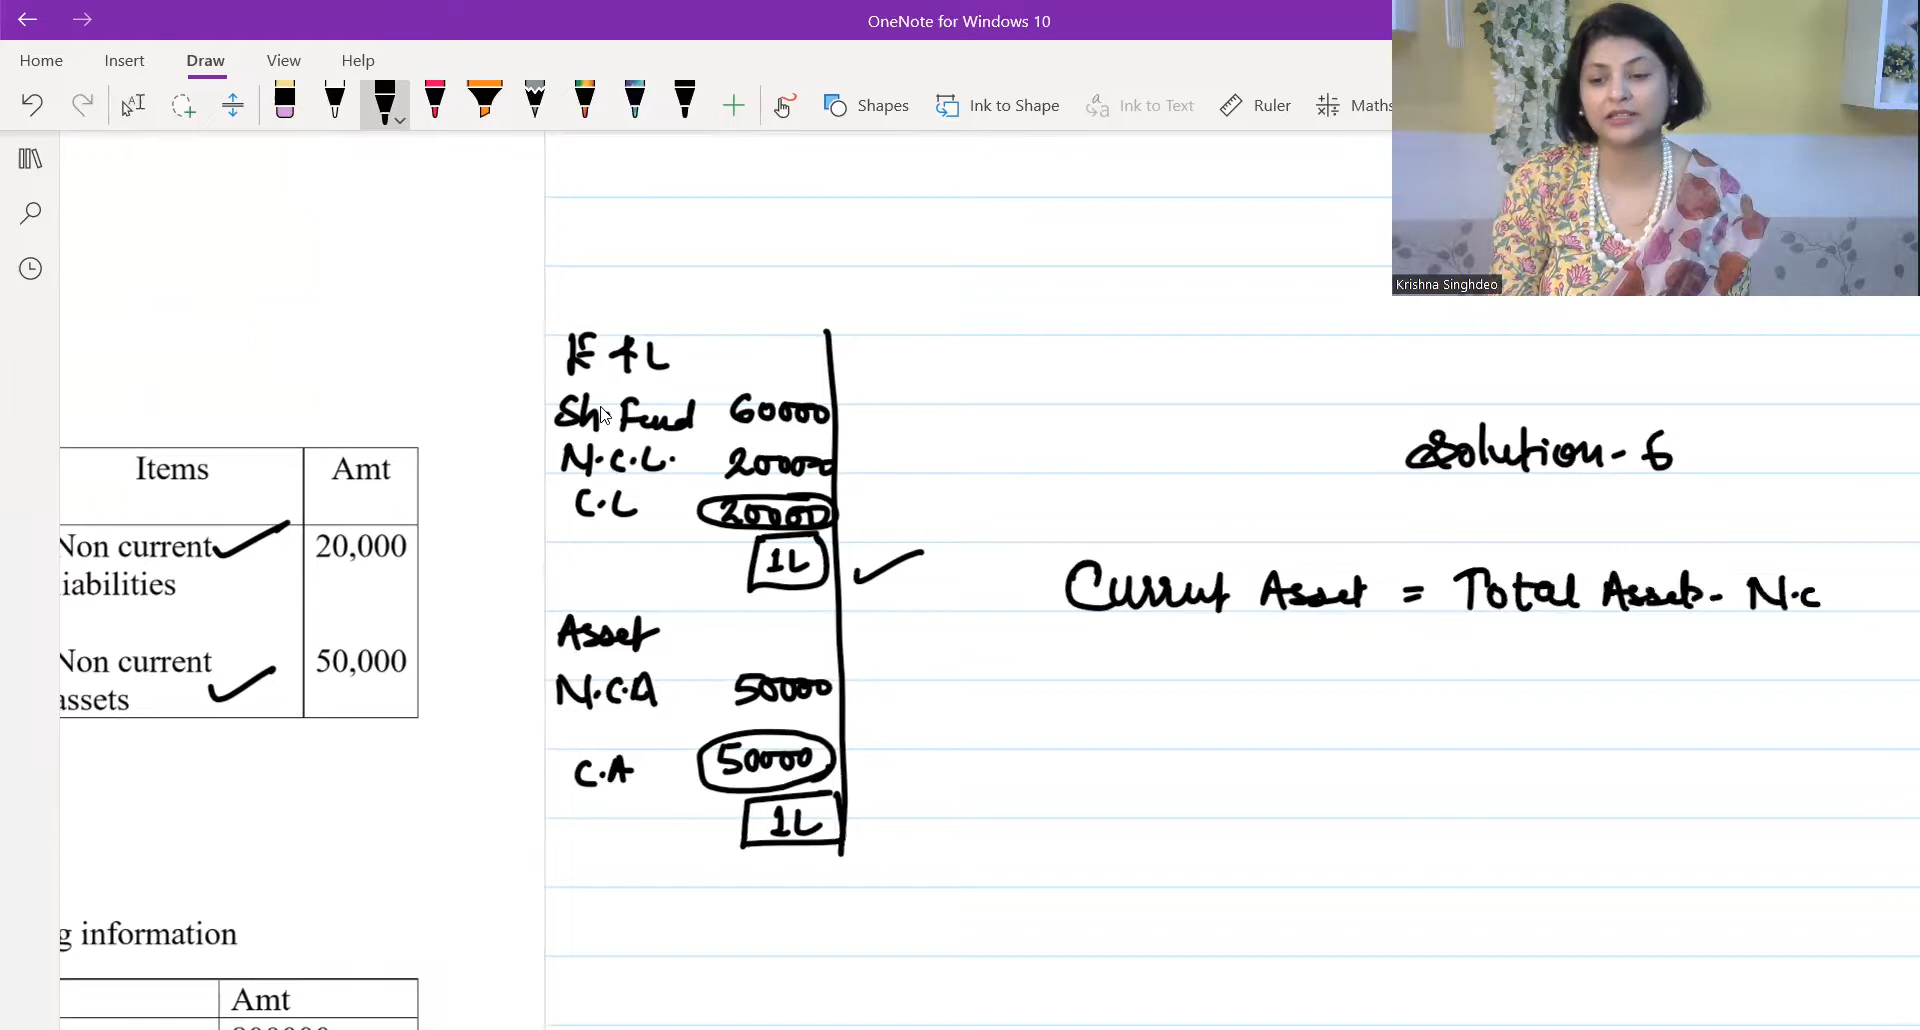 OneNote for Windows 10
Home Insert Draw View Help
Shapes Ink to Shape Ink to Text Ruler Maths
Krishna Singhdeo
E + L
Sh Fund 60000
N.C.L. 20000
C.L 20000
1L
Asset
N.C.A 50000
C.A 50000
1L
Solution - 6
Current Asset = Total Asset - N.C
Items Amt
Non current 20,000
iabilities
Non current 50,000
assets
g information
Amt